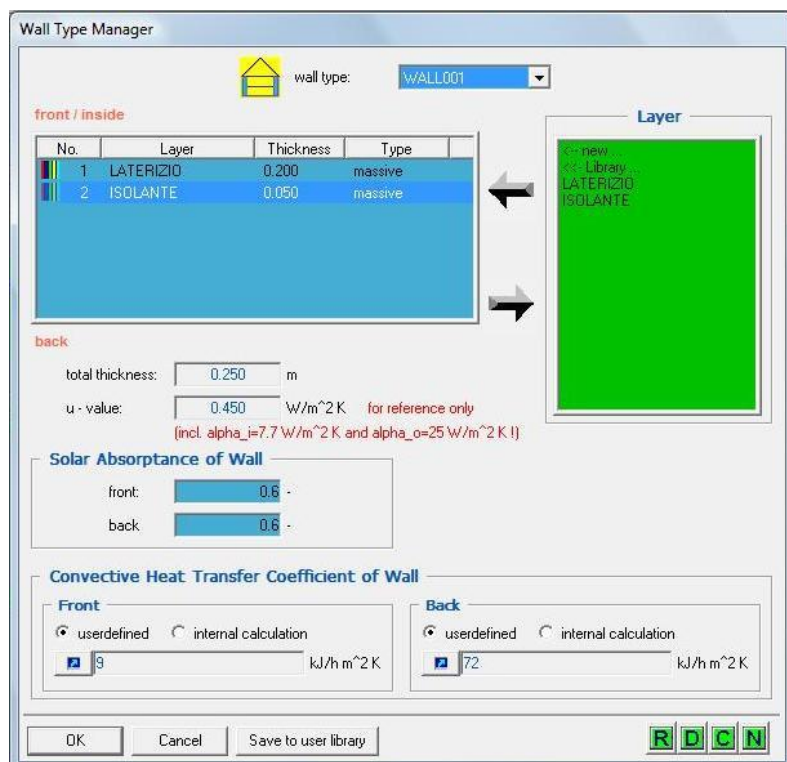 Wall Type Manager
wall type: WALL001
front / inside
Layer
No. Layer Thickness Type
1 LATERIZIO 0.200 massive
2 ISOLANTE 0.050 massive
<-- new ...
<<- Library ...
LATERIZIO
ISOLANTE
back
total thickness: 0.250 m
u - value: 0.450 W/m^2 K for reference only
(incl. alpha_i=7.7 W/m^2 K and alpha_o=25 W/m^2 K !)
Solar Absorptance of Wall
front: 0.6 -
back 0.6 -
Convective Heat Transfer Coefficient of Wall
Front
userdefined internal calculation
9 kJ/h m^2 K
Back
userdefined internal calculation
72 kJ/h m^2 K
OK Cancel Save to user library R D C N